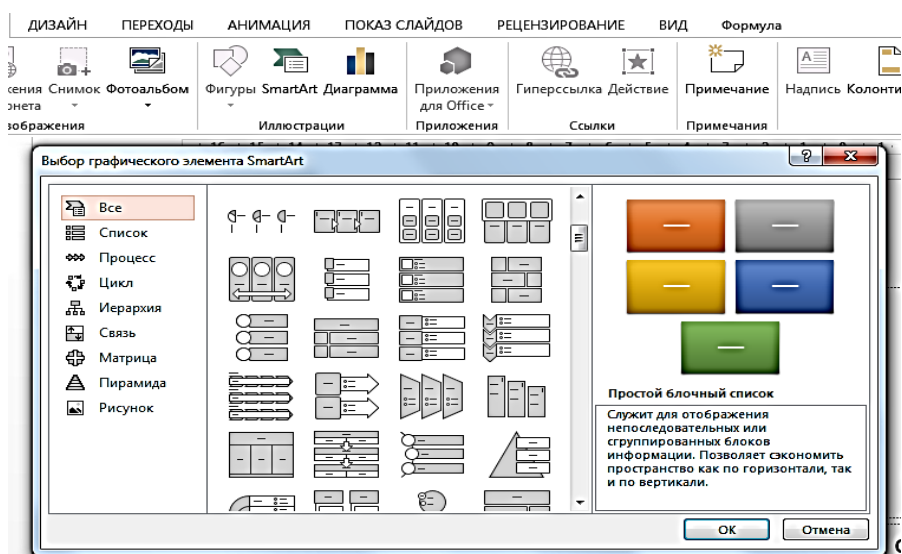 ДИЗАЙН ПЕРЕХОДЫ АНИМАЦИЯ ПОКАЗ СЛАЙДОВ РЕЦЕНЗИРОВАНИЕ ВИД Формула
Снимок Фотоальбом Фигуры SmartArt Диаграмма Приложения Гиперссылка Действие Примечание Надпись Колонти
для Office
Иллюстрации Приложения Ссылки Примечания
Выбор графического элемента SmartArt
Все
Список
Процесс
Цикл
Иерархия
Связь
Матрица
Пирамида
Рисунок
Простой блочный список
Служит для отображения
непоследовательных или
сгруппированных блоков
информации. Позволяет сэкономить
пространство как по горизонтали, так
и по вертикали.
ОК Отмена